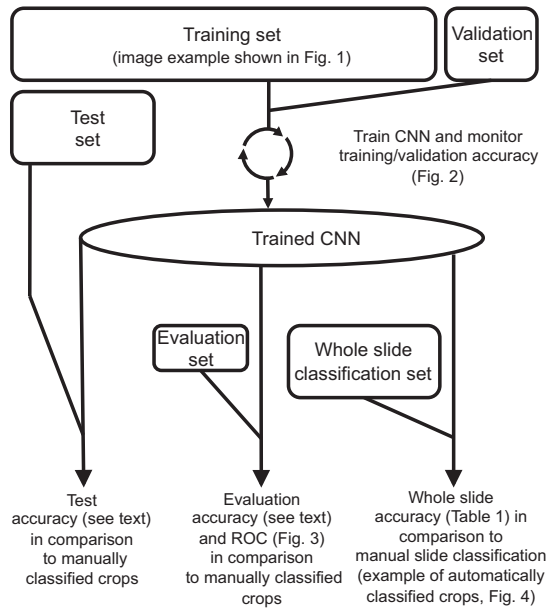 Training set
(image example shown in Fig. 1)
Validation
set
Test
set
Train CNN and monitor
training/validation accuracy
(Fig. 2)
Trained CNN
Evaluation
set
Whole slide
classification set
Test
accuracy (see text)
in comparison
to manually
classified crops
Evaluation
accuracy (see text)
and ROC (Fig. 3)
in comparison
to manually classified
crops
Whole slide
accuracy (Table 1) in
comparison to
manual slide classification
(example of automatically
classified crops, Fig. 4)